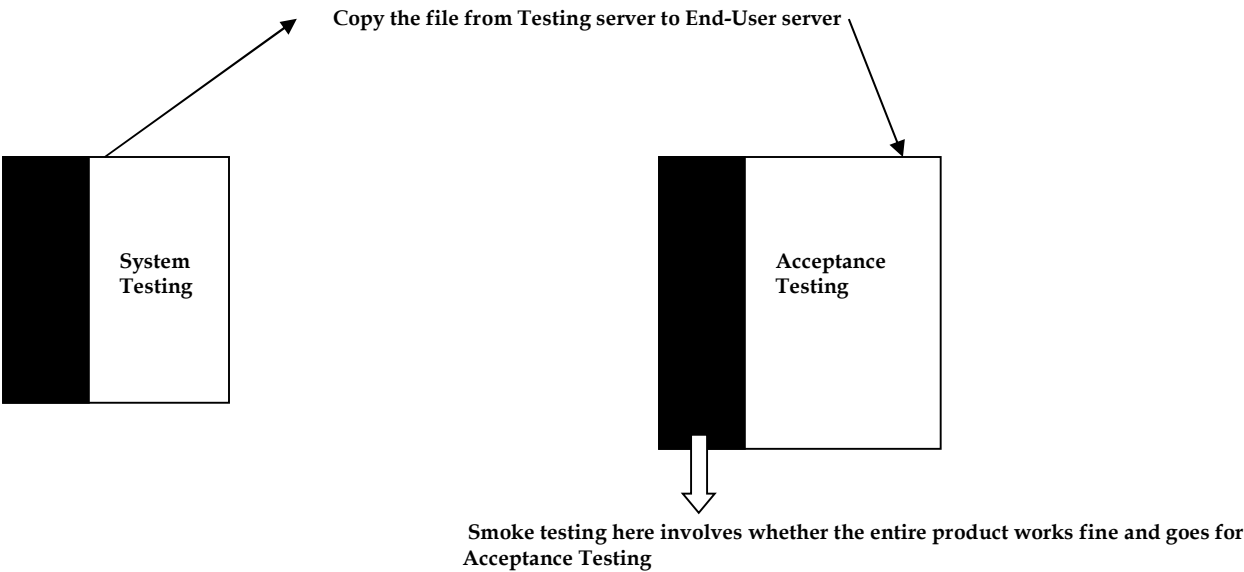 Copy the file from Testing server to End-User server
System
Testing
Acceptance
Testing
Smoke testing here involves whether the entire product works fine and goes for
Acceptance Testing